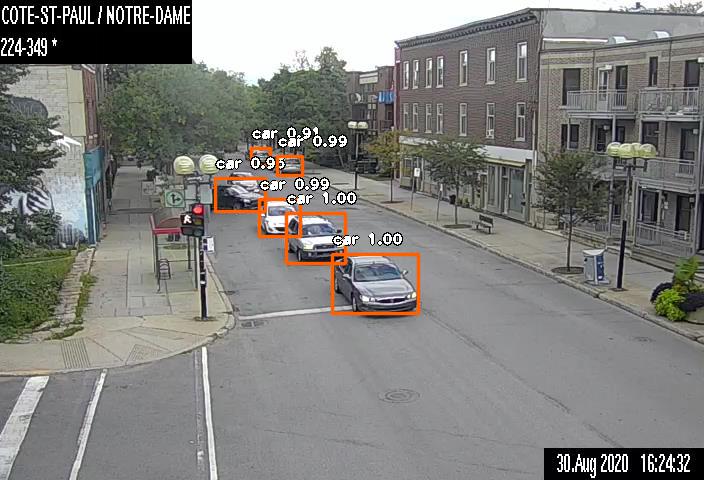 COTE-ST-PAUL / NOTRE-DAME
224-349 *
car 0.91
car 0.99
car 0.95
car 0.99
car 1.00
car 1.00
30.Aug 2020 16:24:32